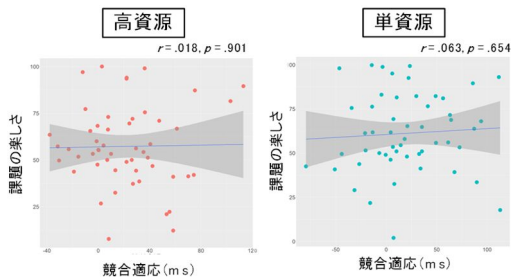 高資源
r = .018, p = .901
課題の楽しさ
100
75
50
25
-40
0
40
80
120
競合適応(ms)
単資源
r = .063, p = .654
課題の楽しさ
100
75
50
25
0
-50
0
50
100
競合適応(ms)